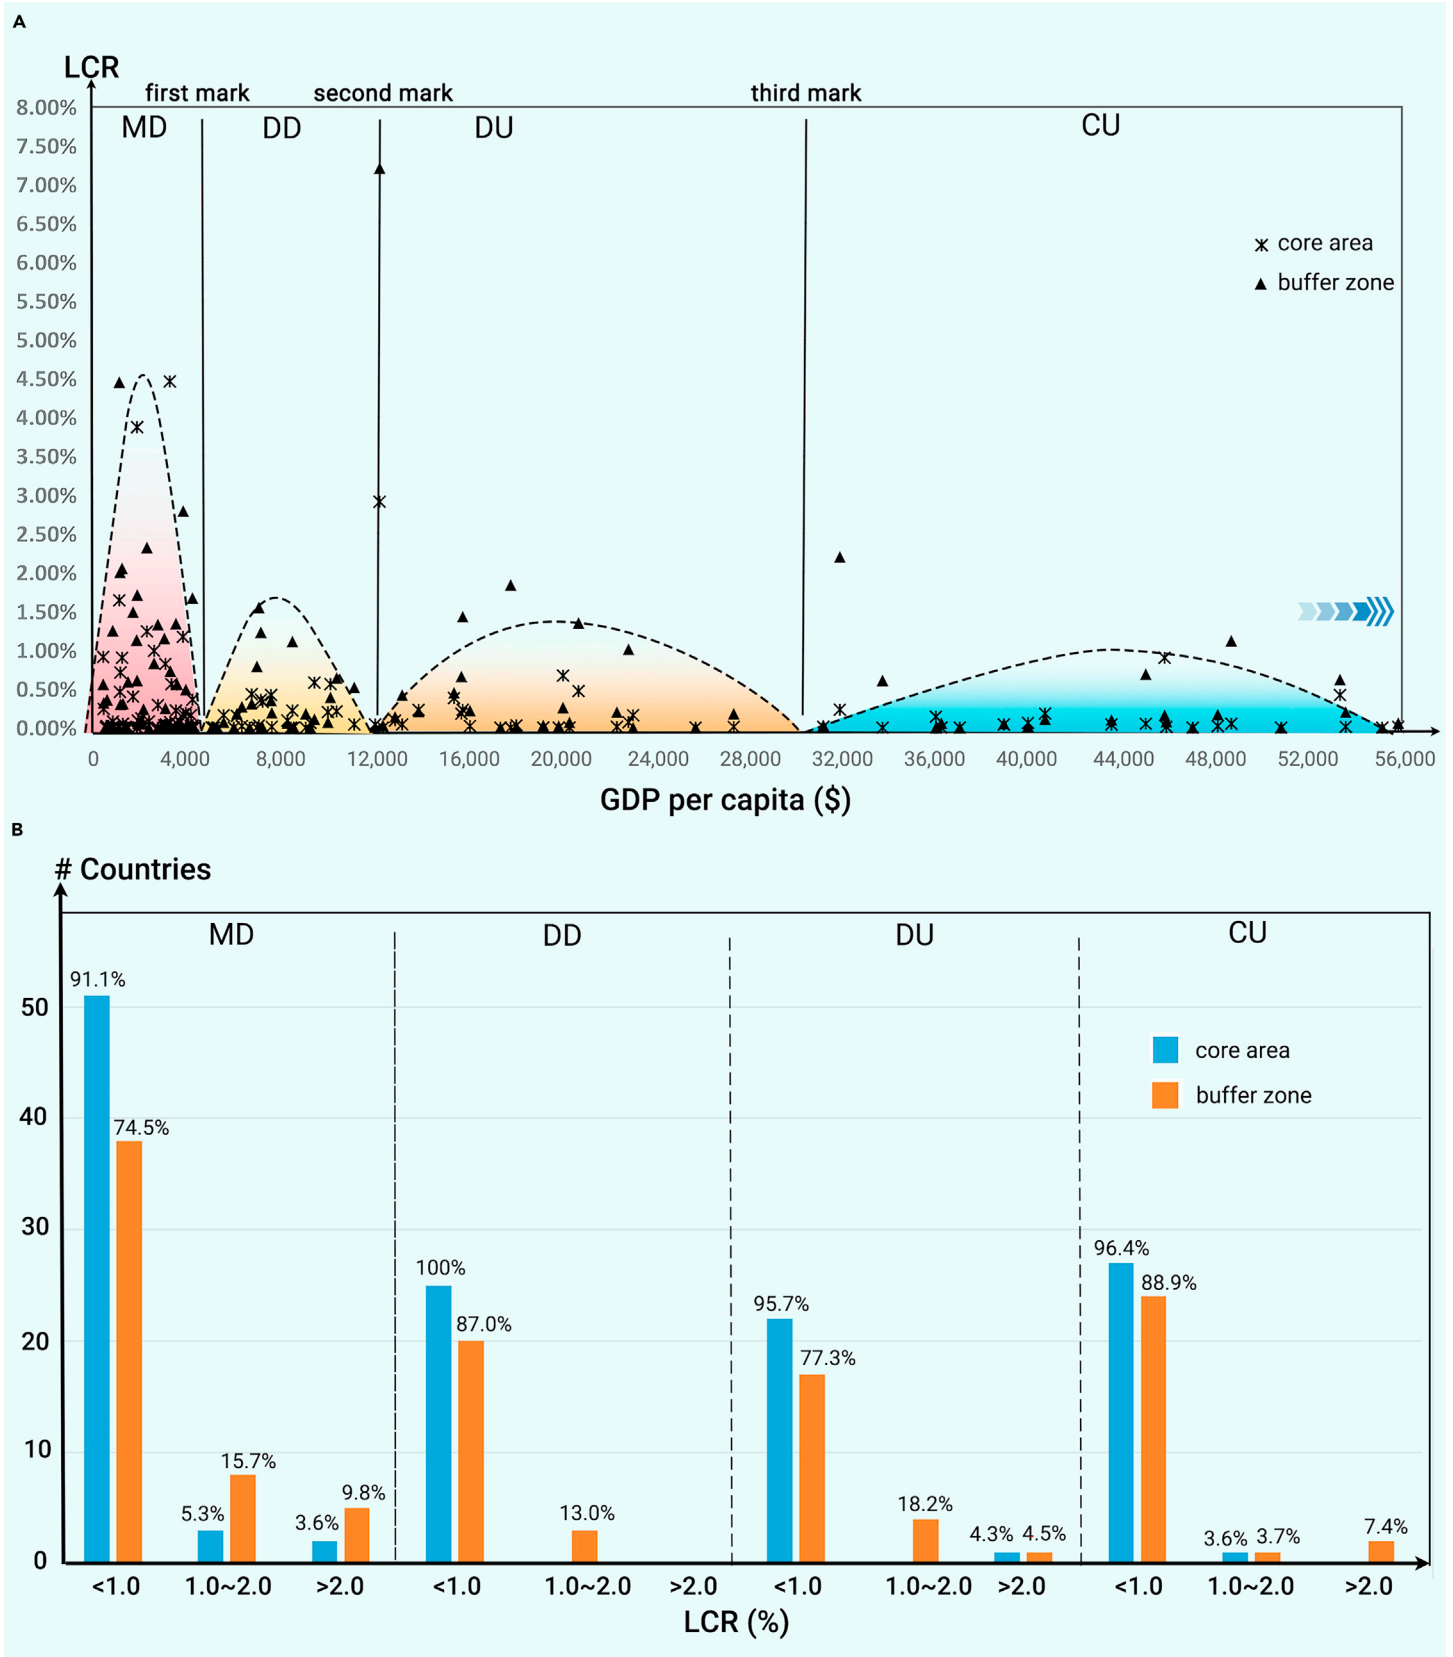 A
LCR
first mark second mark third mark
8.00%
MD DD DU CU
7.50%
7.00%
6.50%
core area
6.00%
buffer zone
5.50%
5.00%
4.50%
4.00%
3.50%
3.00%
2.50%
2.00%
1.50%
1.00%
0.50%
0.00%
0 4,000 8,000 12,000 16,000 20,000 24,000 28,000 32,000 36,000 40,000 44,000 48,000 52,000 56,000
GDP per capita ($)
B
# Countries
MD DD DU CU
91.1%
50
core area
buffer zone
40
74.5%
30
96.4%
100%
88.9%
95.7%
87.0%
20
77.3%
10
15.7%
9.8%
18.2%
5.3%
13.0%
3.6%
7.4%
4.3% 4.5%
3.6% 3.7%
0
<1.0 1.0~2.0 >2.0 <1.0 1.0~2.0 >2.0 <1.0 1.0~2.0 >2.0 <1.0 1.0~2.0 >2.0
LCR (%)